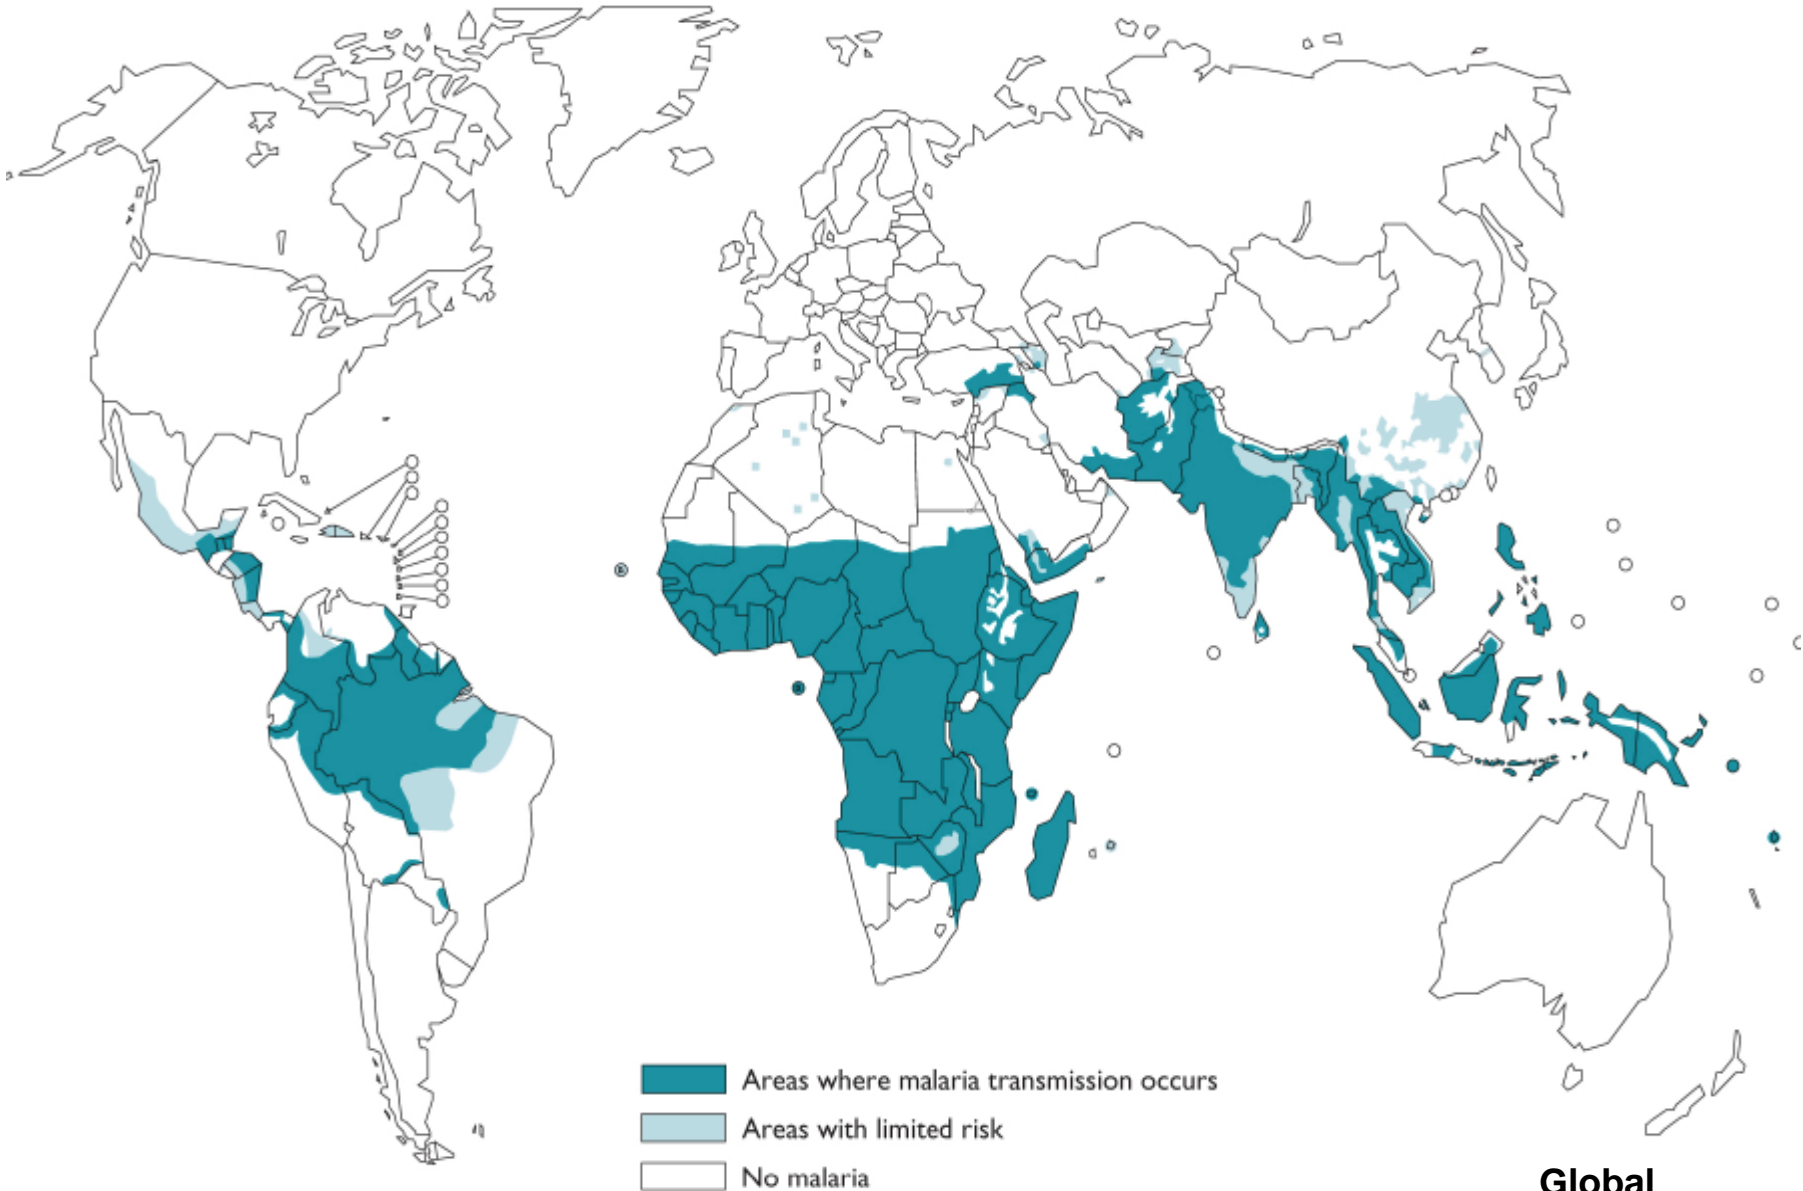 Areas where malaria transmission occurs
Areas with limited risk
No malaria
Global